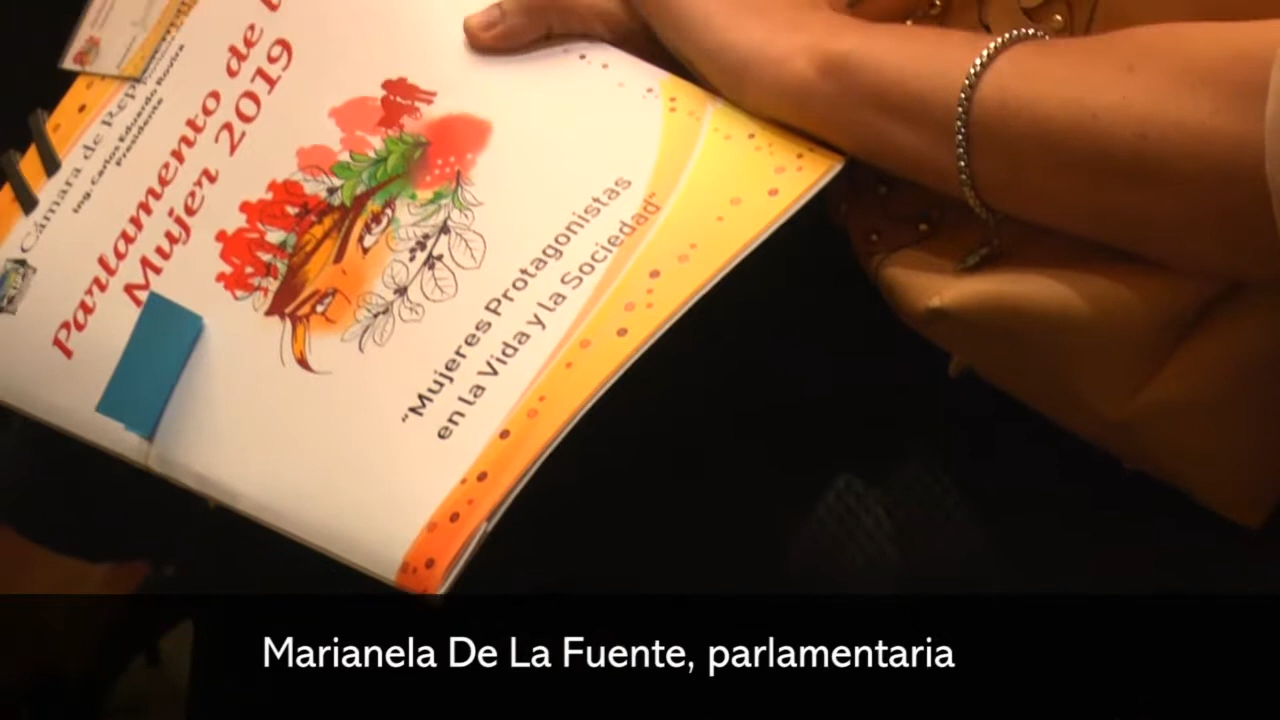 Cámara de Rep
Ing. Carlos Eduardo Rovira
Presidente
Parlamento de
Mujer 2019
"Mujeres Protagonistas
en la Vida y la Sociedad"
Marianela De La Fuente, parlamentaria